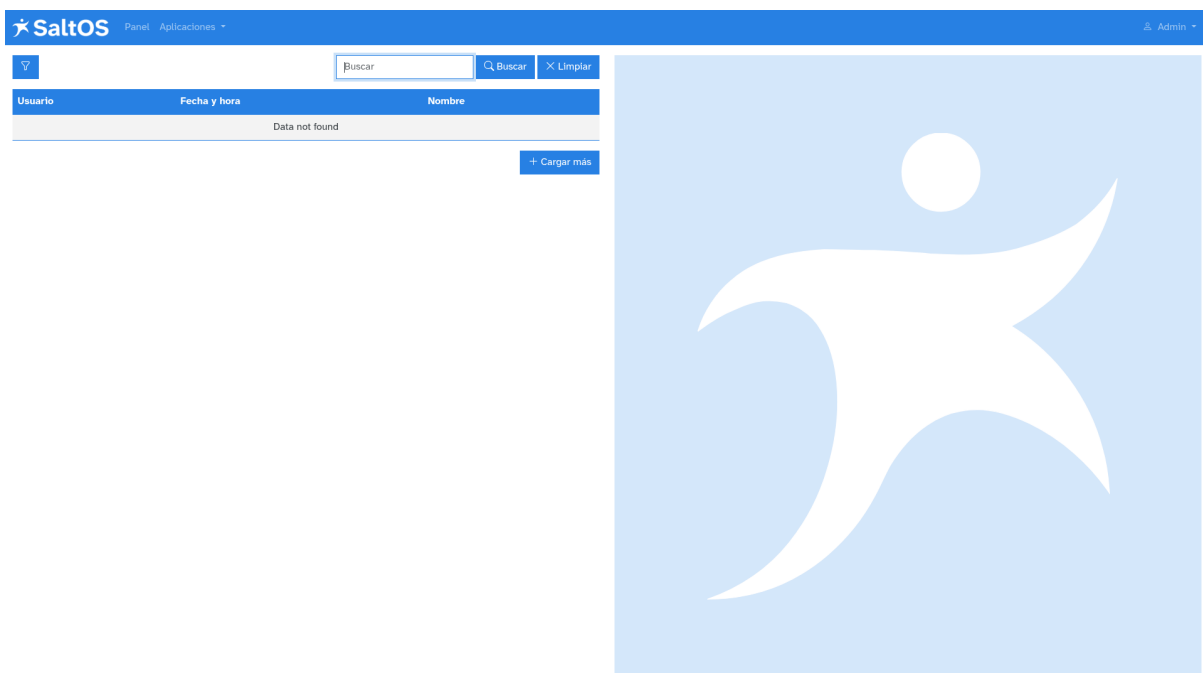 SaltOS Panel Aplicaciones Admin
Buscar Buscar Limpiar
Usuario Fecha y hora Nombre
Data not found
+ Cargar más